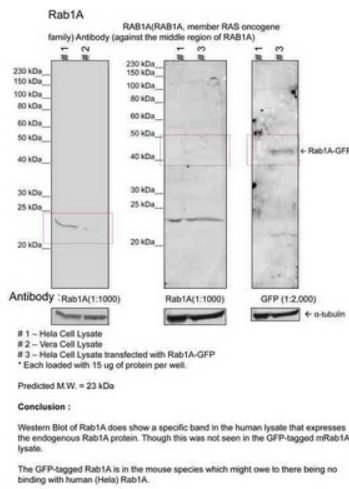 Rab1A
RAB1A(RAB1A, member RAS oncogene
family) Antibody (against the middle region of RAB1A)
# 1
# 2
# 1
# 3
# 1
# 3
230 kDa
150 kDa
100 kDa
80 kDa
60 kDa
50 kDa
40 kDa
30 kDa
25 kDa
20 kDa
230 kDa
150 kDa
100 kDa
80 kDa
60 kDa
50 kDa
40 kDa
30 kDa
25 kDa
20 kDa
← Rab1A-GFP
Antibody : Rab1A(1:1000) Rab1A(1:1000) GFP (1:2,000)
← α-tubulin
# 1 – Hela Cell Lysate
# 2 – Vera Cell Lysate
# 3 – Hela Cell Lysate transfected with Rab1A-GFP
* Each loaded with 15 ug of protein per well.
Predicted M.W. = 23 kDa
Conclusion :
Western Blot of Rab1A does show a specific band in the human lysate that expresses
the endogenous Rab1A protein. Though this was not seen in the GFP-tagged mRab1A
lysate.
The GFP-tagged Rab1A is in the mouse species which might owe to there being no
binding with human (Hela) Rab1A.